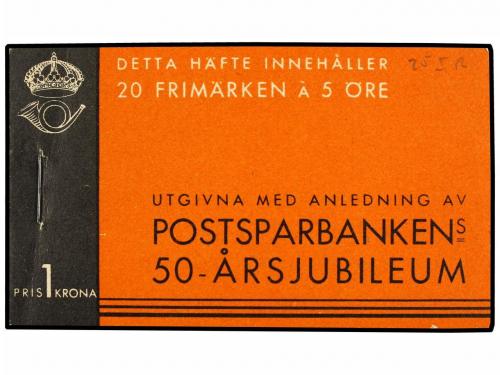 DETTA HÄFTE INNEHÅLLER
20 FRIMÄRKEN À 5 ÖRE
UTGIVNA MED ANLEDNING AV
POSTSPARBANKENS
50-ÅRSJUBILEUM
PRIS 1 KRONA